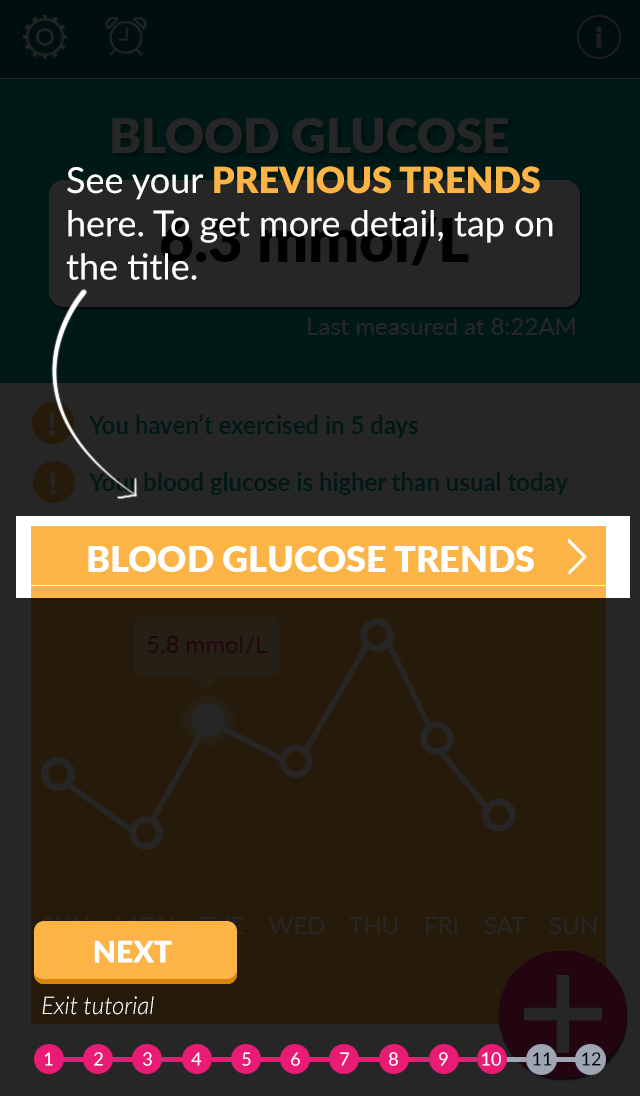 BLOOD GLUCOSE
See your PREVIOUS TRENDS
here. To get more detail, tap on
the title.
6.3 mmol/L
Last measured at 8:22AM
You haven't exercised in 5 days
Your blood glucose is higher than usual today
BLOOD GLUCOSE TRENDS
5.8 mmol/L
SUN MON TUE WED THU FRI SAT SUN
NEXT
Exit tutorial
1 2 3 4 5 6 7 8 9 10 11 12